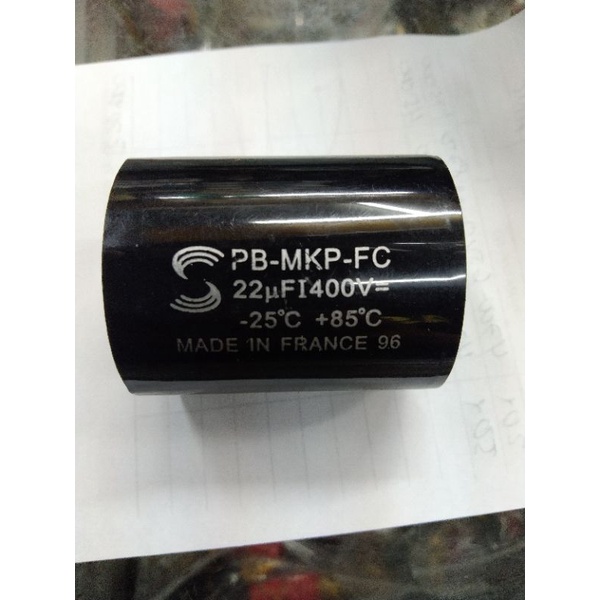 PB-MKP-FC
22µFI400V=
-25°C +85°C
MADE IN FRANCE 96